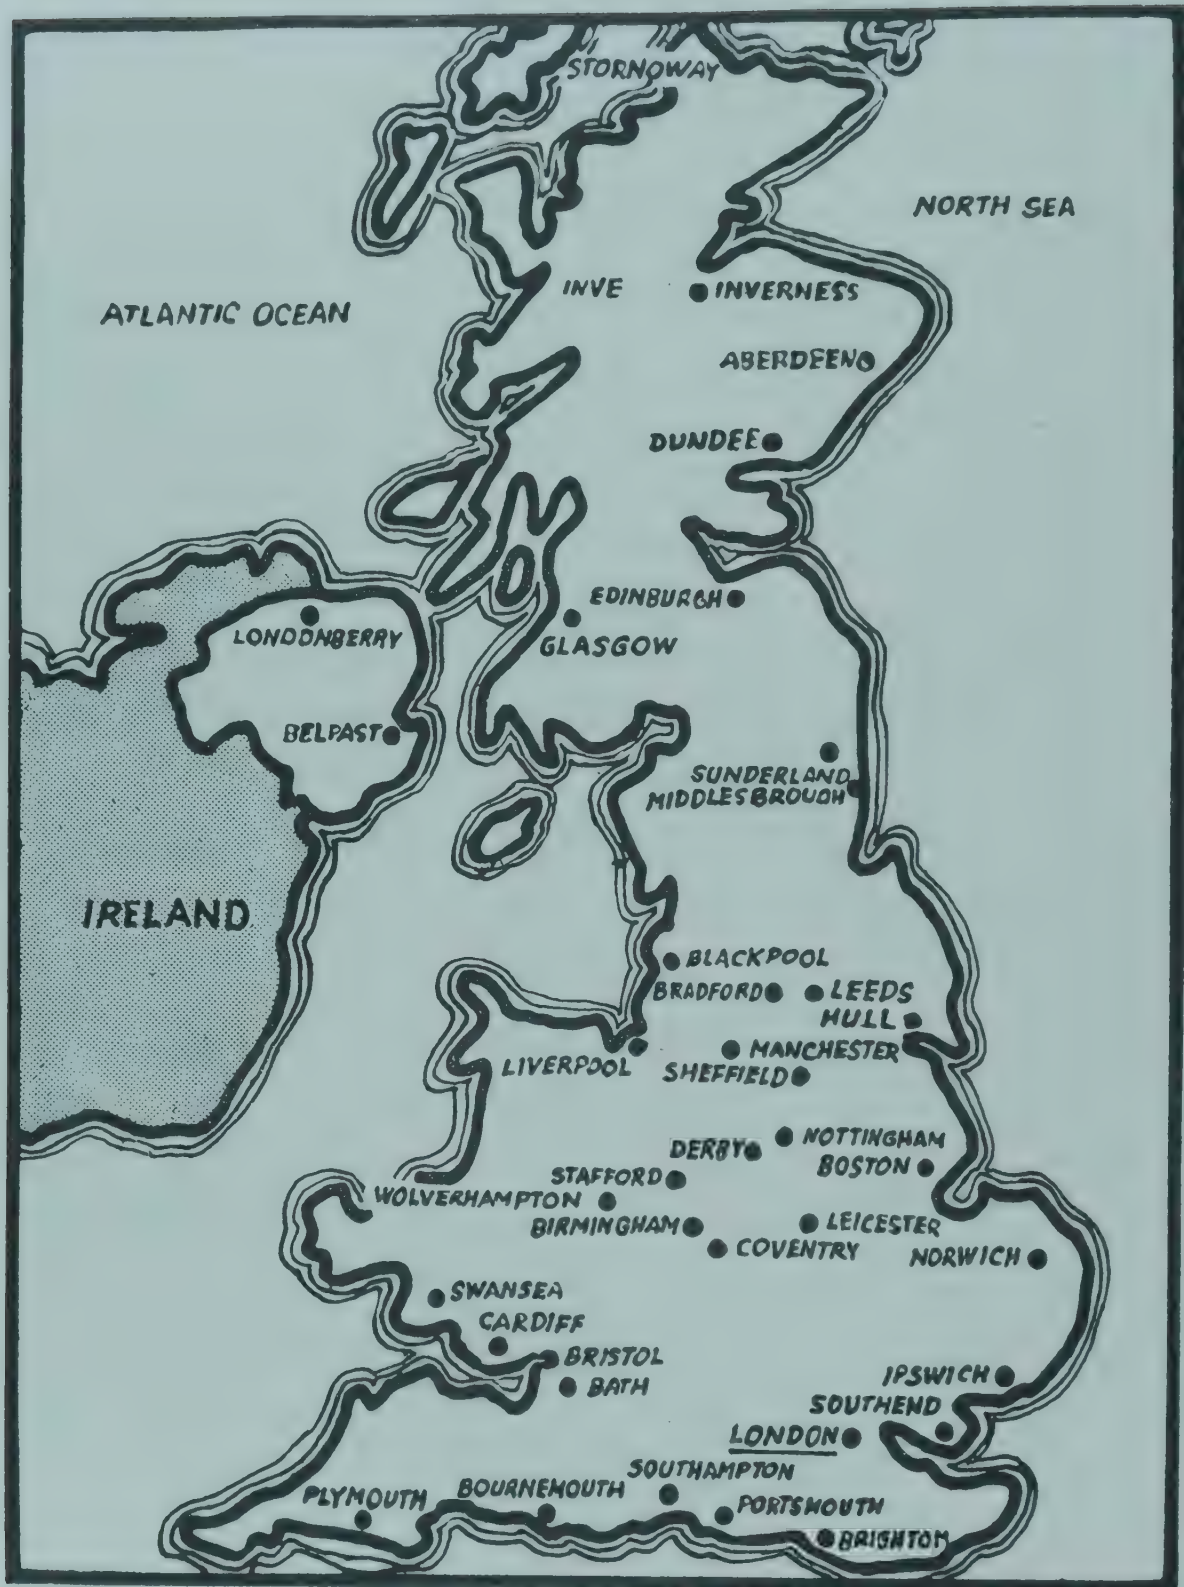 STORNOWAY
NORTH SEA
INVE
INVERNESS
ATLANTIC OCEAN
ABERDEEN
DUNDEE
EDINBURGH
LONDONBERRY
GLASGOW
BELPAST
SUNDERLAND
MIDDLESBROUGH
IRELAND
BLACKPOOL
BRADFORD
LEEDS
HULL
MANCHESTER
LIVERPOOL
SHEFFIELD
NOTTINGHAM
DERBY
BOSTON
STAFFORD
WOLVERHAMPTON
BIRMINGHAM
LEICESTER
COVENTRY
NORWICH
SWANSEA
CARDIFF
BRISTOL
BATH
IPSWICH
SOUTHEND
LONDON
SOUTHAMPTON
BOURNEMOUTH
PLYMOUTH
PORTSMOUTH
BRIGHTON